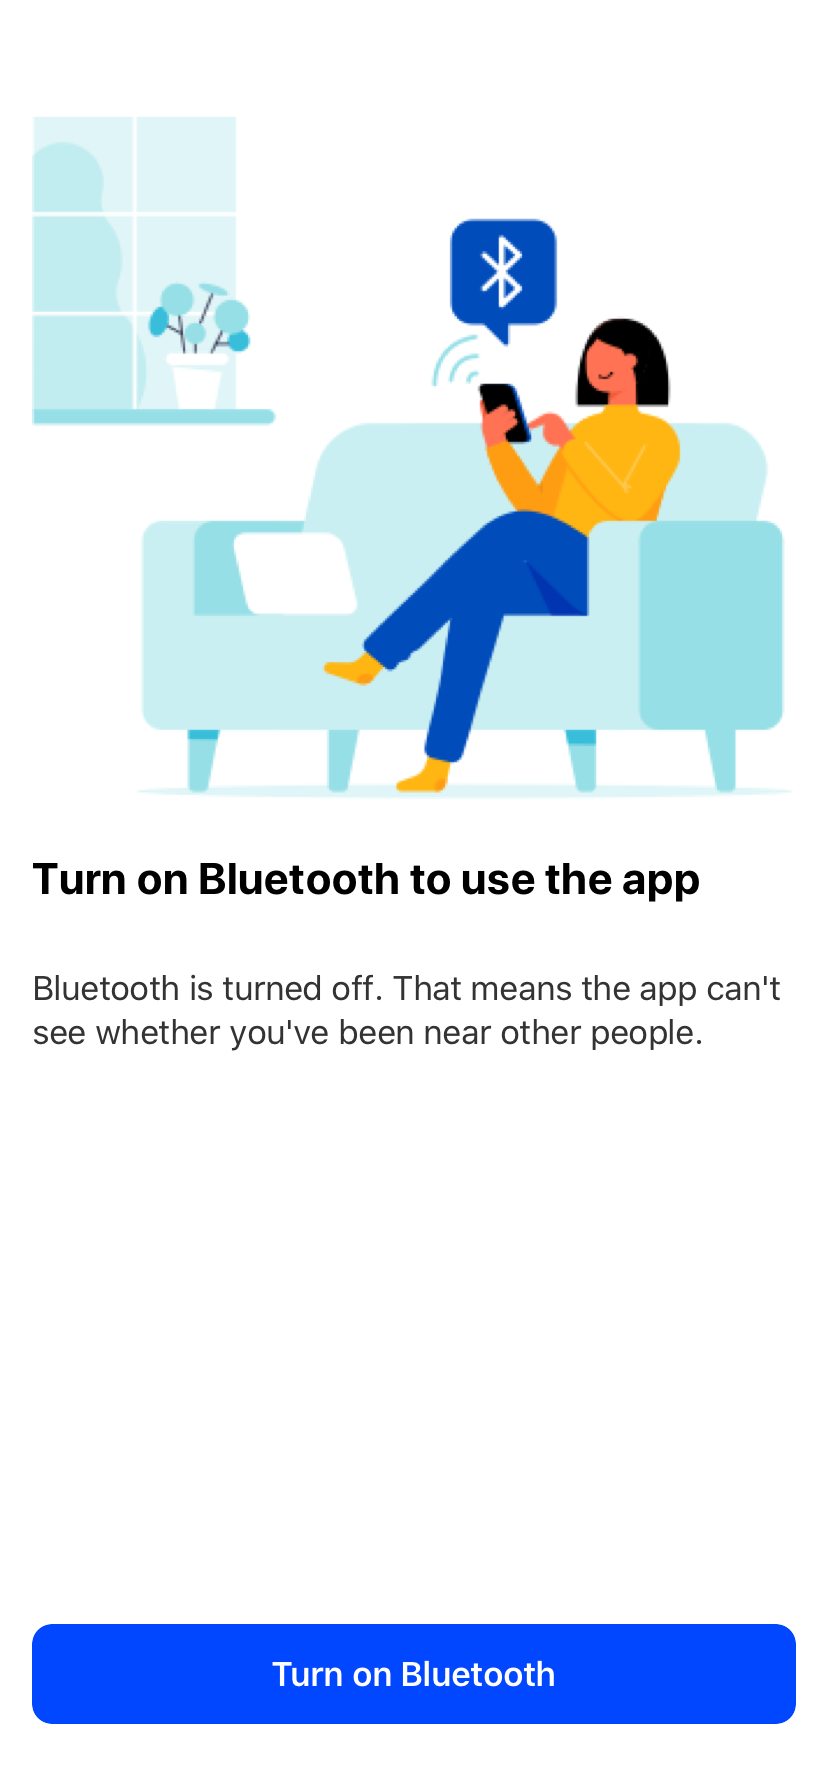 Turn on Bluetooth to use the app
Bluetooth is turned off. That means the app can't
see whether you've been near other people.
Turn on Bluetooth